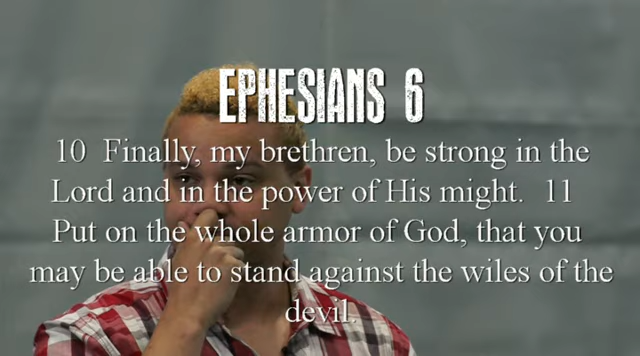 EPHESIANS 6
10 Finally, my brethren, be strong in the
Lord and in the power of His might. 11
Put on the whole armor of God, that you
may be able to stand against the wiles of the
devil.